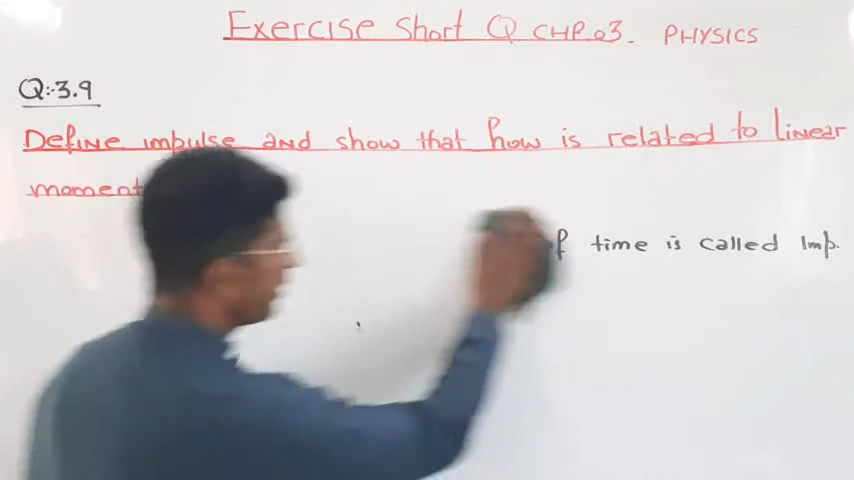 Exercise Short Q CHP.03. PHYSICS
Q:-3.9
Define impulse and show that how is related to linear
moment
time is called Imp.